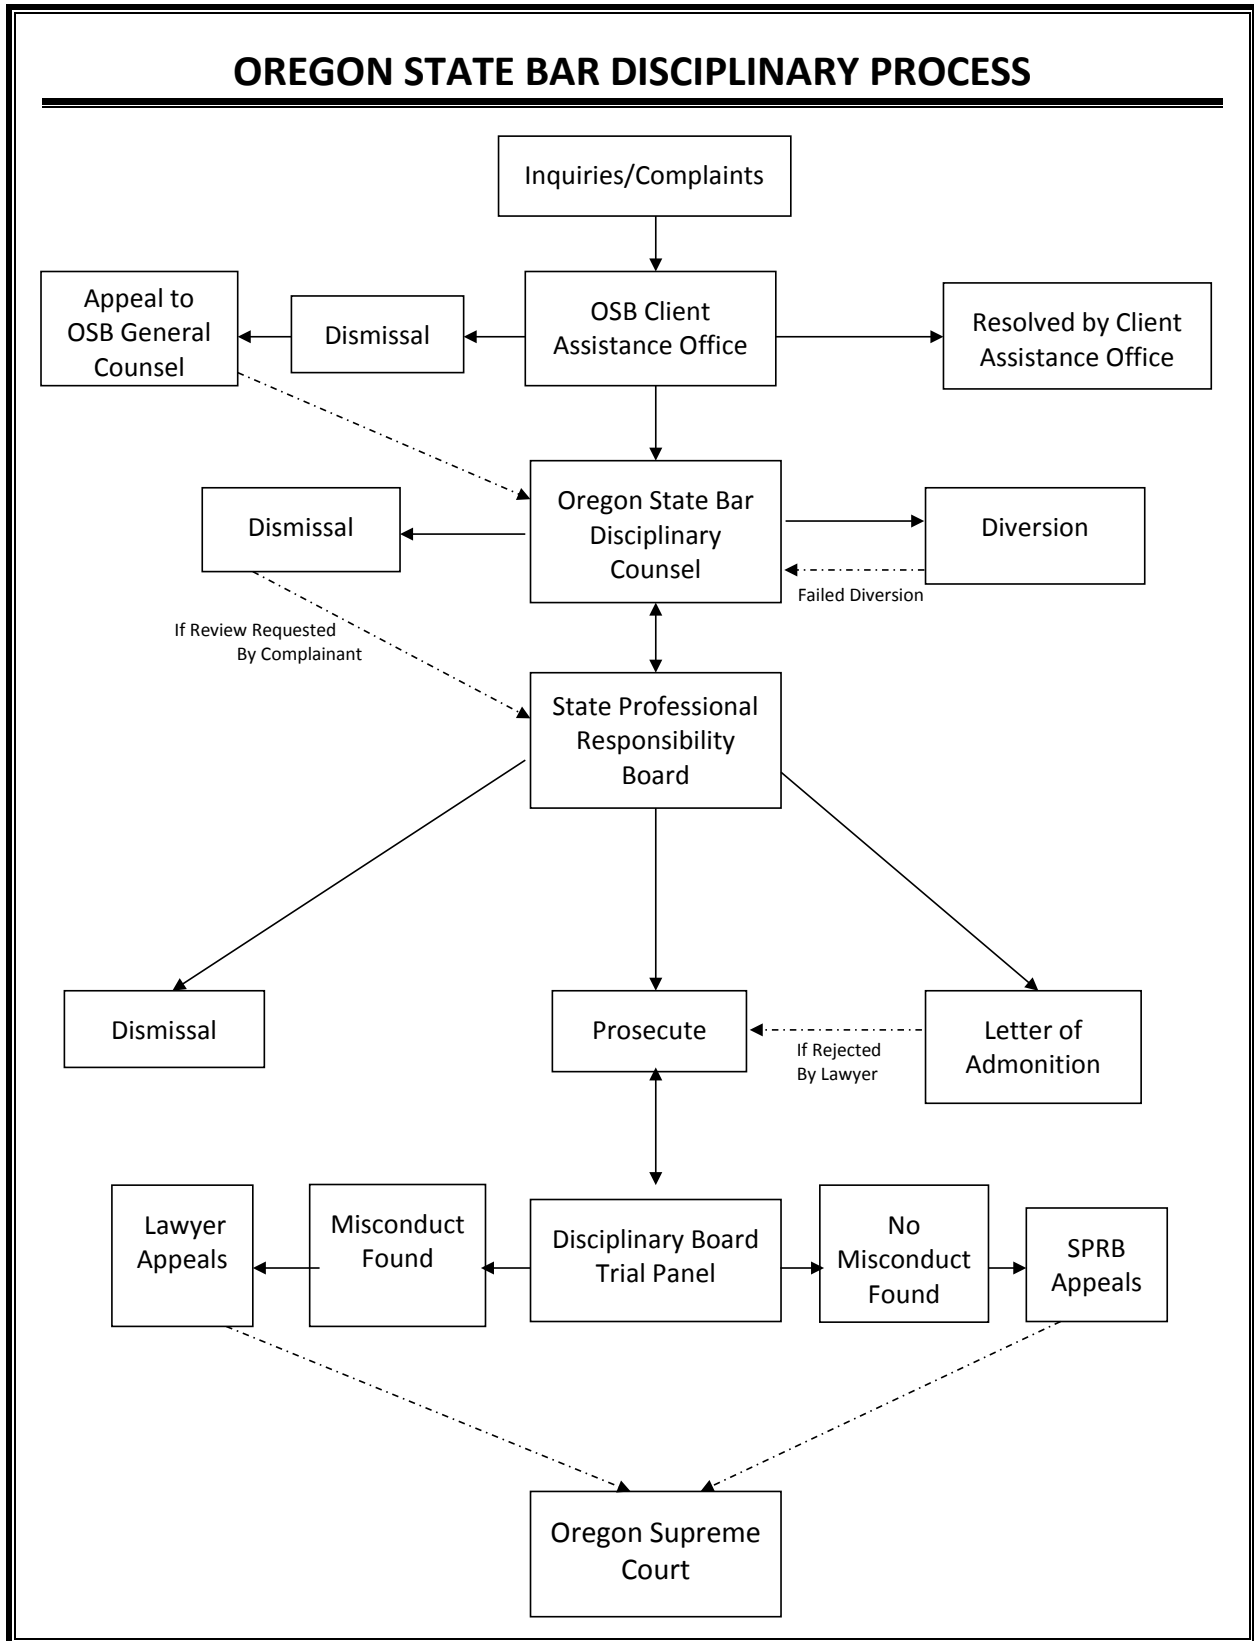 OREGON STATE BAR DISCIPLINARY PROCESS
Inquiries/Complaints
Appeal to
OSB General
Counsel
Dismissal
OSB Client
Assistance Office
Resolved by Client
Assistance Office
Dismissal
Oregon State Bar
Disciplinary
Counsel
Diversion
Failed Diversion
If Review Requested
By Complainant
State Professional
Responsibility
Board
Dismissal
Prosecute
If Rejected
By Lawyer
Letter of
Admonition
Lawyer
Appeals
Misconduct
Found
Disciplinary Board
Trial Panel
No
Misconduct
Found
SPRB
Appeals
Oregon Supreme
Court